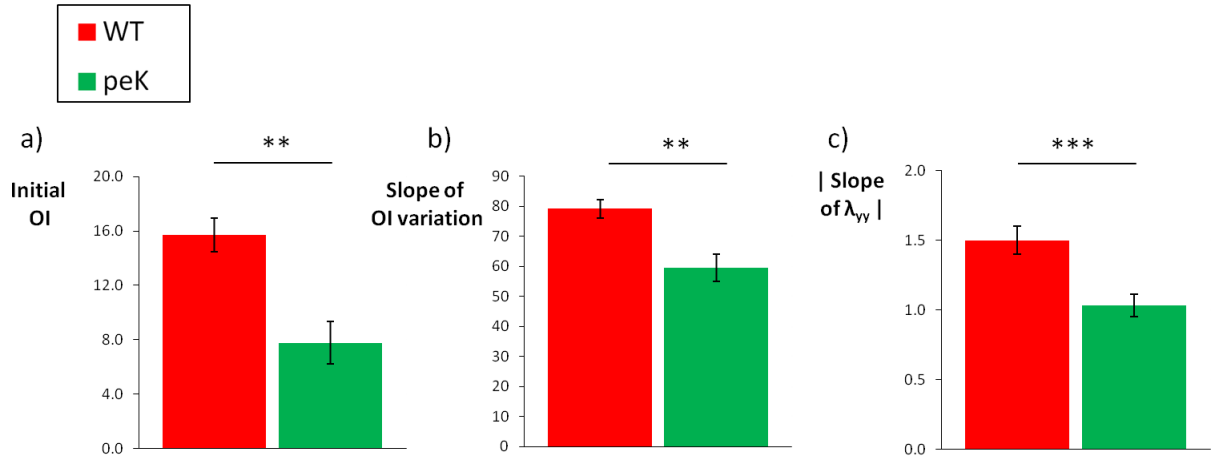 WT
peK
a)
**
Initial
OI
20.0
16.0
12.0
8.0
4.0
0.0
b)
**
Slope of
OI variation
90
80
70
60
50
40
30
20
10
0
c)
***
| Slope
of λyy |
2.0
1.5
1.0
0.5
0.0